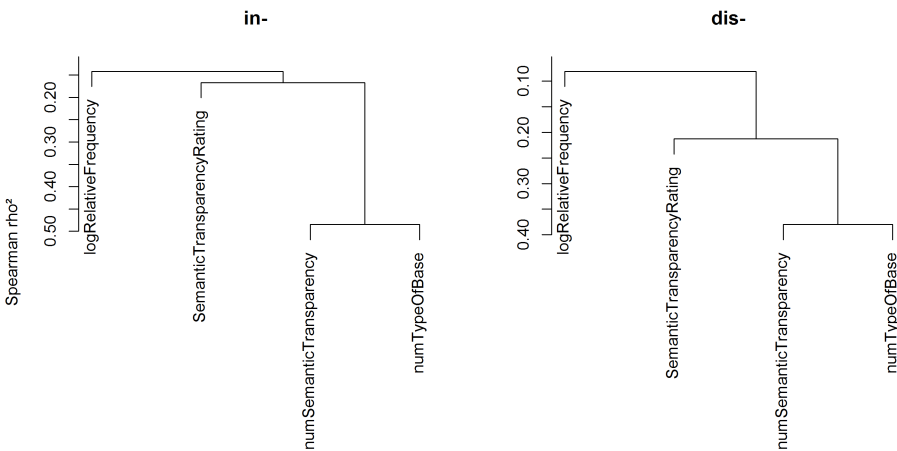 in-
dis-
Spearman rho²
0.20
0.30
0.40
0.50
logRelativeFrequency
SemanticTransparencyRating
numSemanticTransparency
numTypeOfBase
0.10
0.20
0.30
0.40
logRelativeFrequency
SemanticTransparencyRating
numSemanticTransparency
numTypeOfBase